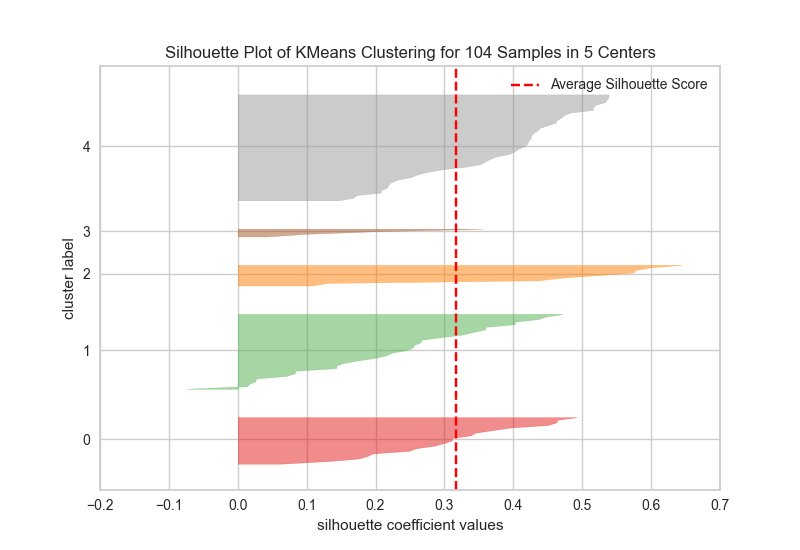 Silhouette Plot of KMeans Clustering for 104 Samples in 5 Centers
Average Silhouette Score
4
3
2
1
0
cluster label
−0.2 −0.1 0.0 0.1 0.2 0.3 0.4 0.5 0.6 0.7
silhouette coefficient values